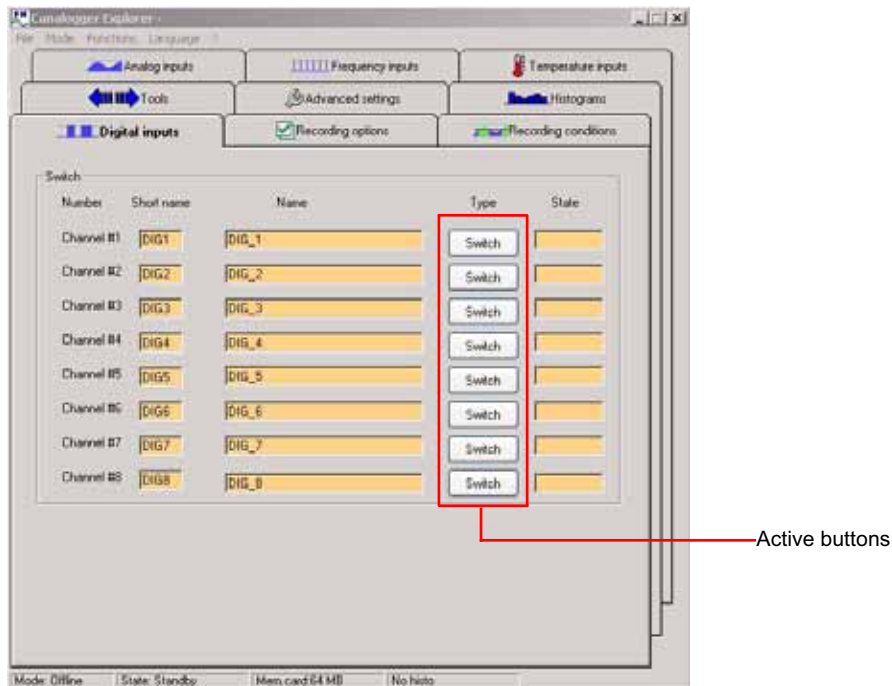 Canalogger Explorer -
File Mode Functions Language ?
Analog inputs Frequency inputs Temperature inputs
Tools Advanced settings Histograms
Digital inputs Recording options Recording conditions
Switch
Number Short name Name Type State
Channel #1 DIG1 DIG_1 Switch
Channel #2 DIG2 DIG_2 Switch
Channel #3 DIG3 DIG_3 Switch
Channel #4 DIG4 DIG_4 Switch
Channel #5 DIG5 DIG_5 Switch
Channel #6 DIG6 DIG_6 Switch
Channel #7 DIG7 DIG_7 Switch
Channel #8 DIG8 DIG_8 Switch
Active buttons
Mode: Offline State: Standby Mem.card:64 MB No histo